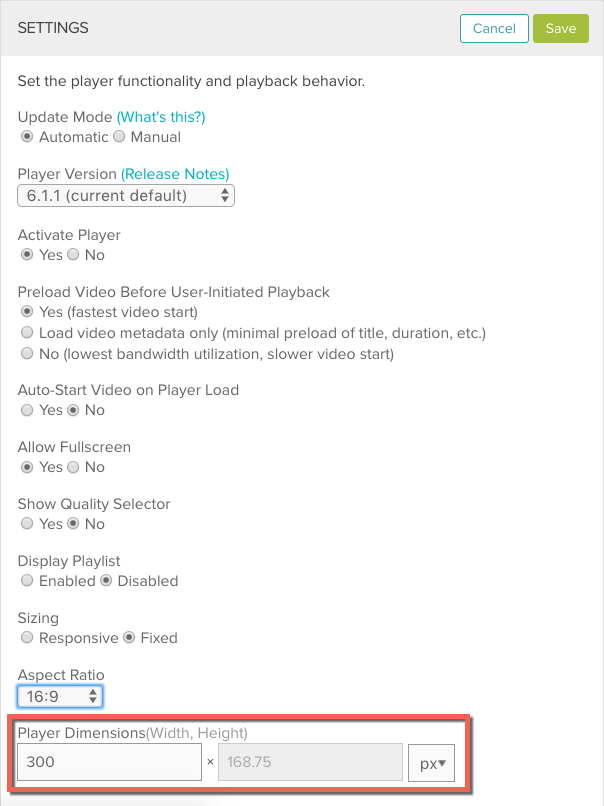 SETTINGS Cancel Save
Set the player functionality and playback behavior.
Update Mode (What's this?)
Automatic Manual
Player Version (Release Notes)
6.1.1 (current default)
Activate Player
Yes No
Preload Video Before User-Initiated Playback
Yes (fastest video start)
Load video metadata only (minimal preload of title, duration, etc.)
No (lowest bandwidth utilization, slower video start)
Auto-Start Video on Player Load
Yes No
Allow Fullscreen
Yes No
Show Quality Selector
Yes No
Display Playlist
Enabled Disabled
Sizing
Responsive Fixed
Aspect Ratio
16:9
Player Dimensions(Width, Height)
300 × 168.75 px▾